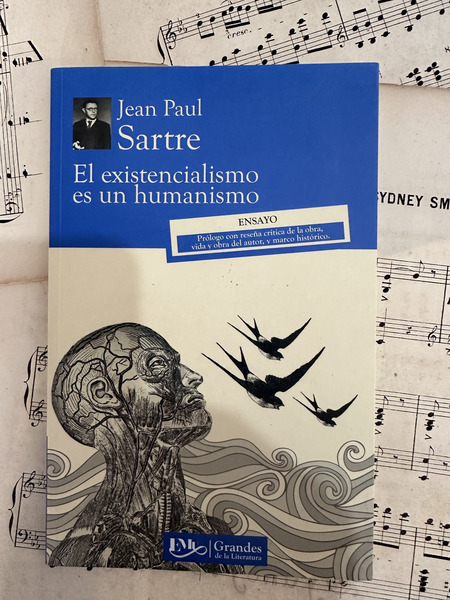 Jean Paul
Sartre
El existencialismo
es un humanismo
ENSAYO
Prólogo con reseña crítica de la obra,
vida y obra del autor, y marco histórico.
SYDNEY SM
EMU
Grandes
de la Literatura